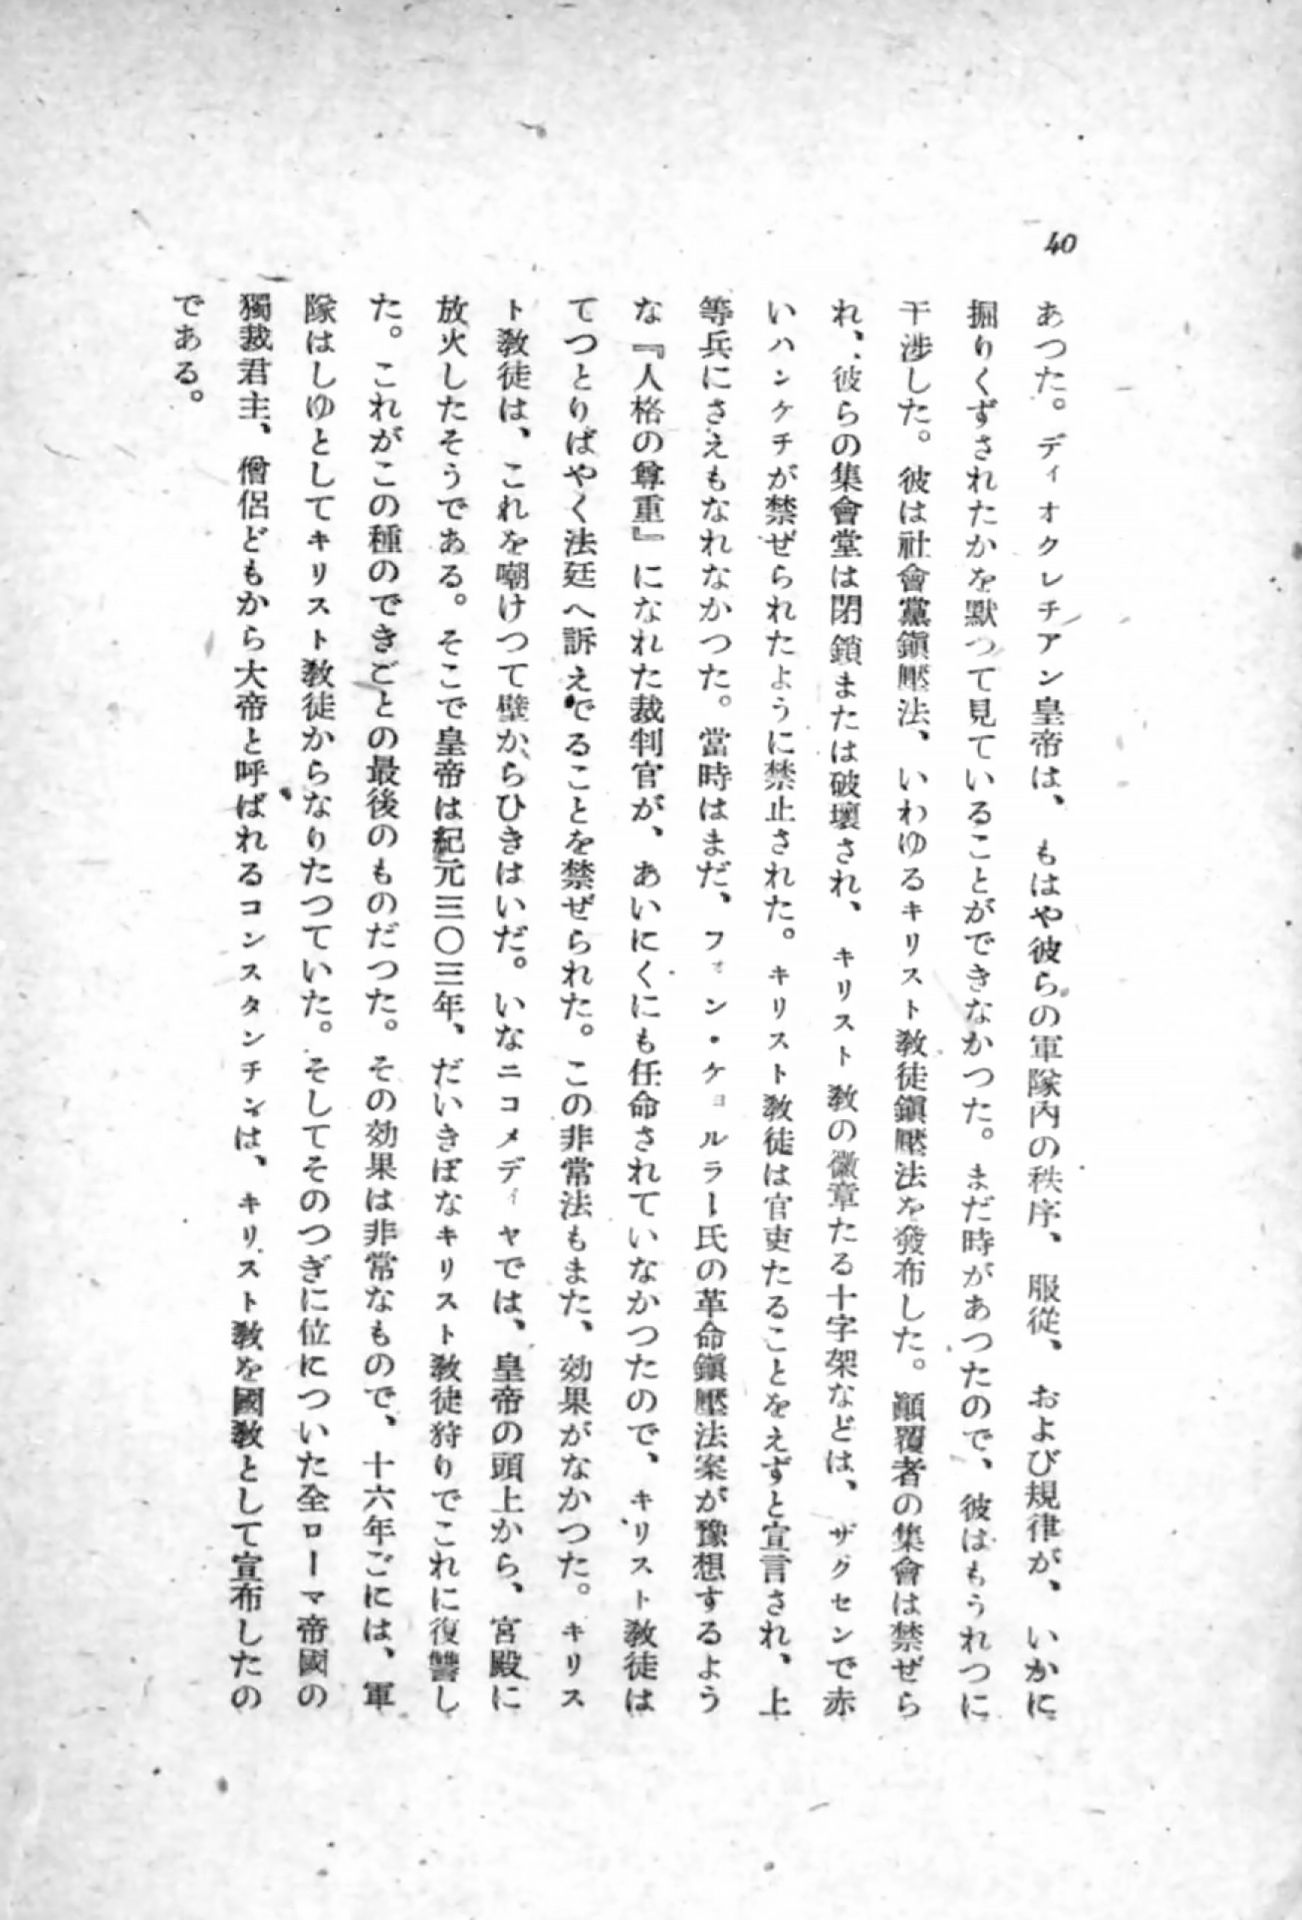 40
あつた。ディオクレチアン皇帝は、もはや彼らの軍隊內の秩序、服從、および規律が、いかに
掘りくずされたかを默つて見ていることができなかつた。まだ時があつたので、彼はもうれつに
干涉した。彼は社會黨鎭壓法、いわゆるキリスト敎徒鎭壓法を發布した。顚覆者の集會は禁ぜら
れ、彼らの集會堂は閉鎖または破壞され、キリスト敎の徽章たる十字架などは、ザグセンで赤
いハンケチが禁ぜられたように禁止された。キリスト敎徒は官吏たることをえずと宣言され、上
等兵にさえもなれなかつた。當時はまだ、フォン・ケョルラー氏の革命鎭壓法案が豫想するよう
な『人格の尊重』になれた裁判官が、あいにくにも任命されていなかつたので、キリスト敎徒は
てつとりばやく法廷へ訴えでることを禁ぜられた。この非常法もまた、効果がなかつた。キリス
ト敎徒は、これを嘲けつて壁からひきはいだ。いなニコメディヤでは、皇帝の頭上から、宮殿に
放火したそうである。そこで皇帝は紀元三〇三年、だいきぼなキリスト敎徒狩りでこれに復讐し
た。これがこの種のできごとの最後のものだつた。その効果は非常なもので、十六年ごには、軍
隊はしゆとしてキリスト敎徒からなりたつていた。そしてそのつぎに位についた全ローマ帝國の
獨裁君主、僧侶どもから大帝と呼ばれるコンスタンチンは、キリスト敎を國敎として宣布したの
である。